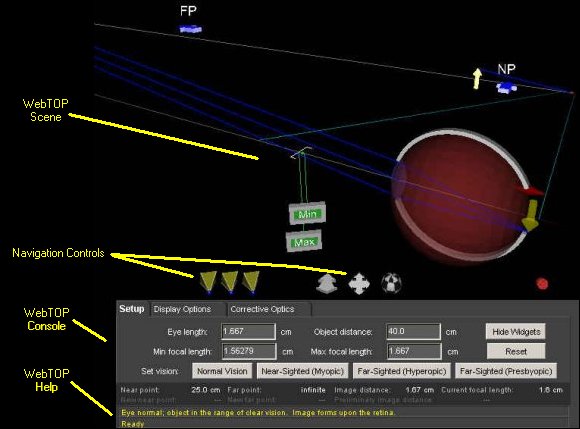 FP
NP
WebTOP
Scene
Min
Max
Navigation Controls
WebTOP
Console
Setup Display Options Corrective Optics
Eye length: 1.667 cm Object distance: 40.0 cm Hide Widgets
Min focal length: 1.56279 cm Max focal length: 1.667 cm Reset
Set vision: Normal Vision Near-Sighted (Myopic) Far-Sighted (Hyperopic) Far-Sighted (Presbyopic)
WebTOP
Help
Near point: 25.0 cm Far point: infinite Image distance: 1.67 cm Current focal length: 1.6 cm
New near point: --- New far point: --- Preliminary image distance: ---
Eye normal; object in the range of clear vision. Image forms upon the retina.
Ready